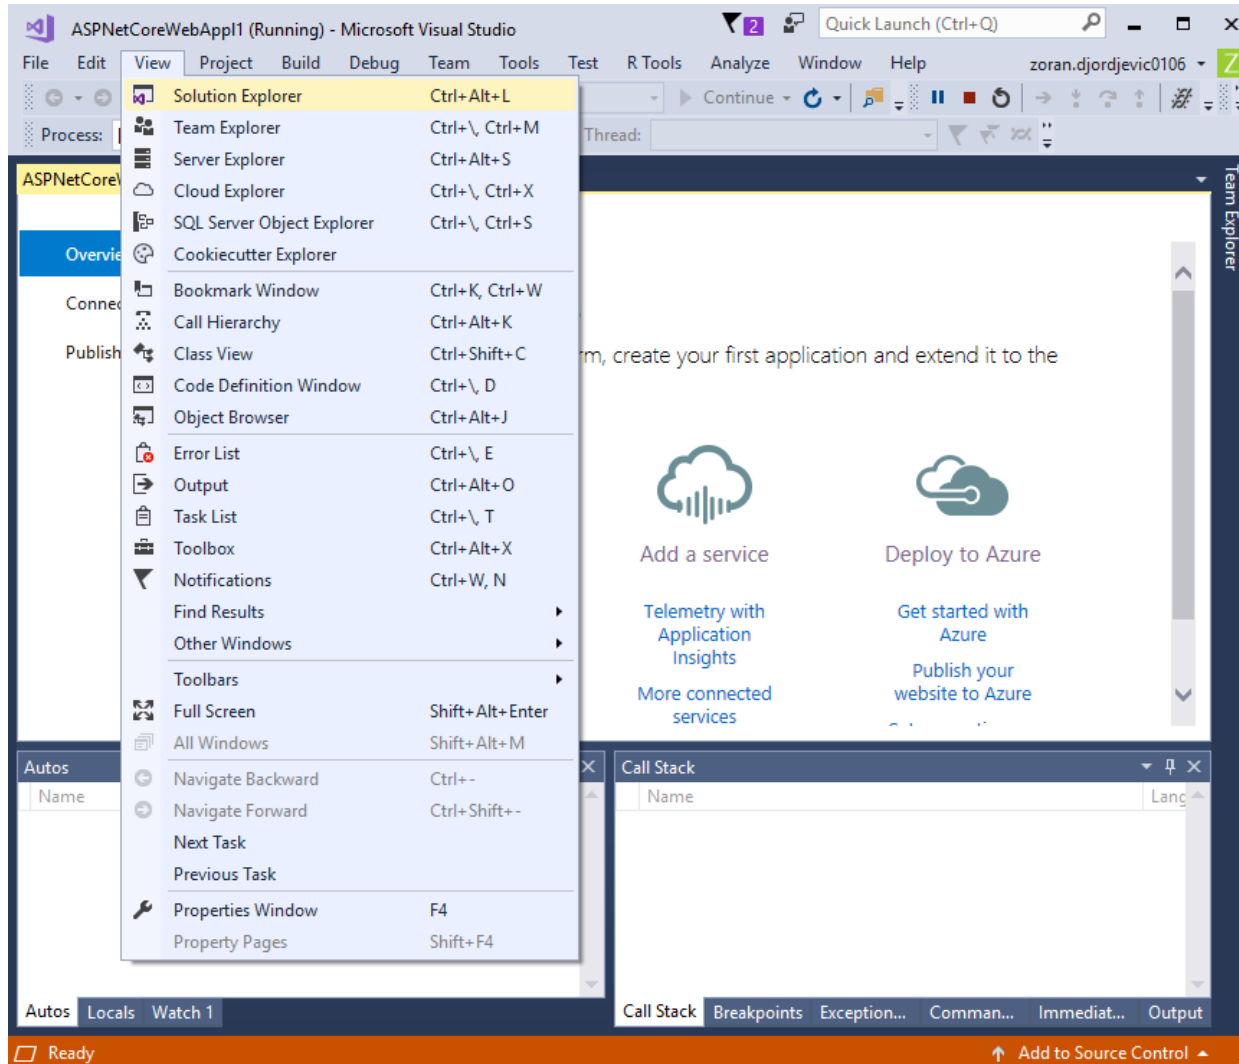 ASPNetCoreWebAppl1 (Running) - Microsoft Visual Studio
2
Quick Launch (Ctrl+Q)
File Edit View Project Build Debug Team Tools Test R Tools Analyze Window Help zoran.djordjevic0106 Z
Continue
Process: Thread:
Solution Explorer Ctrl+Alt+L
Team Explorer Ctrl+\, Ctrl+M
Server Explorer Ctrl+Alt+S
Cloud Explorer Ctrl+\, Ctrl+X
SQL Server Object Explorer Ctrl+\, Ctrl+S
Cookiecutter Explorer
Bookmark Window Ctrl+K, Ctrl+W
Call Hierarchy Ctrl+Alt+K
Class View Ctrl+Shift+C
Code Definition Window Ctrl+\, D
Object Browser Ctrl+Alt+J
Error List Ctrl+\, E
Output Ctrl+Alt+O
Task List Ctrl+\, T
Toolbox Ctrl+Alt+X
Notifications Ctrl+W, N
Find Results
Other Windows
Toolbars
Full Screen Shift+Alt+Enter
All Windows Shift+Alt+M
Navigate Backward Ctrl+-
Navigate Forward Ctrl+Shift+-
Next Task
Previous Task
Properties Window F4
Property Pages Shift+F4
ASPNetCoreW
Overvie
Connec
Publish
rm, create your first application and extend it to the
Add a service
Telemetry with
Application
Insights
More connected
services
Deploy to Azure
Get started with
Azure
Publish your
website to Azure
Team Explorer
Autos
Name
Autos Locals Watch 1
Call Stack
Name Lang
Call Stack Breakpoints Exception... Comman... Immediat... Output
Ready
Add to Source Control